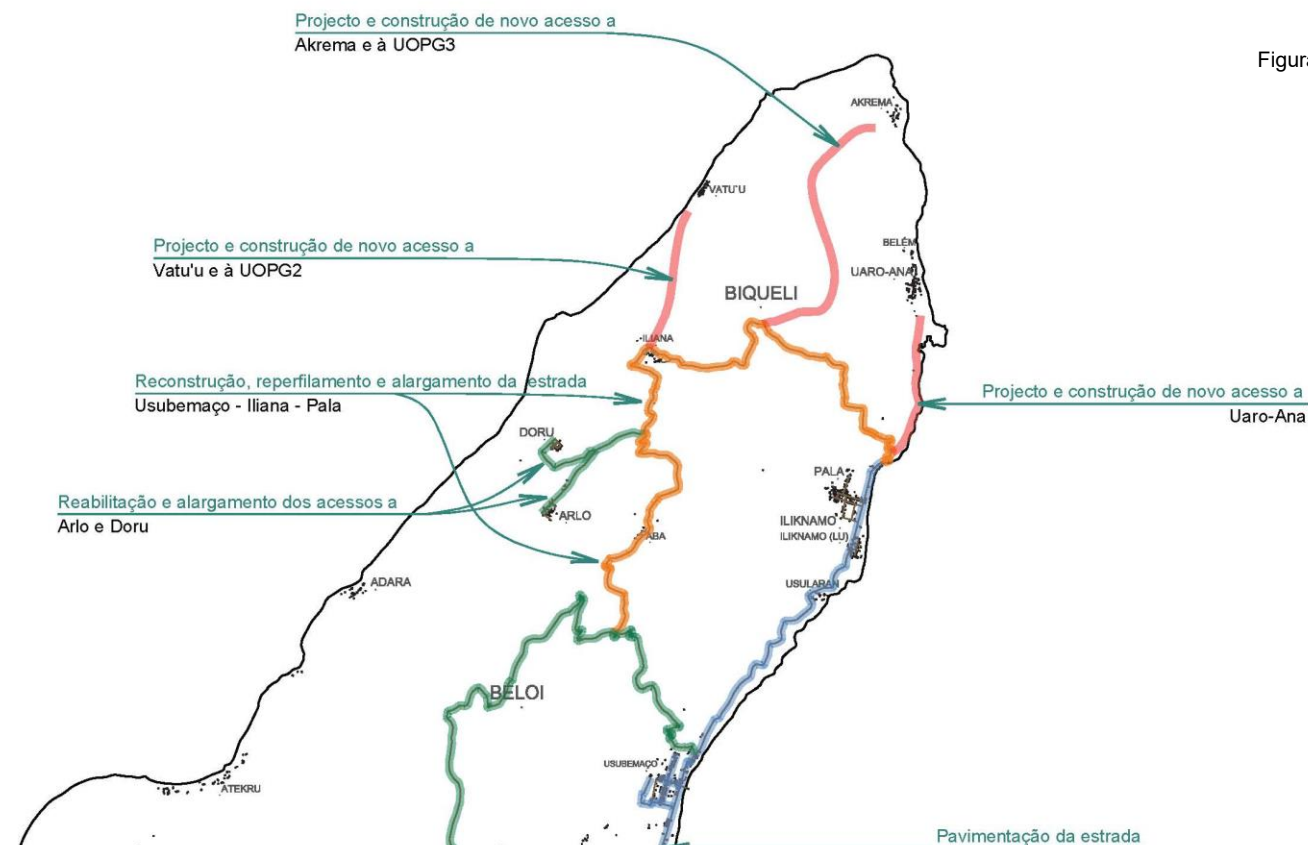 Projecto e construção de novo acesso a
Akrema e à UOPG3
Figura
AKREMA
VATU'U
Projecto e construção de novo acesso a
Vatu'u e à UOPG2
BELÉM
UARO-ANA
BIQUELI
ILIANA
Reconstrução, reperfilamento e alargamento da estrada
Usubemaço - Iliana - Pala
Projecto e construção de novo acesso a
Uaro-Ana
DORU
PALA
Reabilitação e alargamento dos acessos a
Arlo e Doru
ARLO
ILIKNAMO
ILIKNAMO (LU)
ADARA
USULARAN
BELOI
USUBEMAÇO
ATEKRU
Pavimentação da estrada